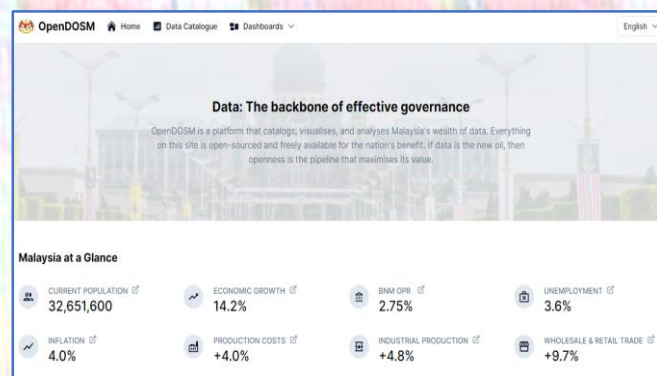 OpenDOSM Home Data Catalogue Dashboards English
Data: The backbone of effective governance
OpenDOSM is a platform that catalogs, visualises, and analyses Malaysia's wealth of data. Everything
on this site is open-sourced and freely available for the nation's benefit. If data is the new oil, then
openness is the pipeline that maximises its value.
Malaysia at a Glance
CURRENT POPULATION
32,651,600
ECONOMIC GROWTH
14.2%
BNM OPR
2.75%
UNEMPLOYMENT
3.6%
INFLATION
4.0%
PRODUCTION COSTS
+4.0%
INDUSTRIAL PRODUCTION
+4.8%
WHOLESALE & RETAIL TRADE
+9.7%